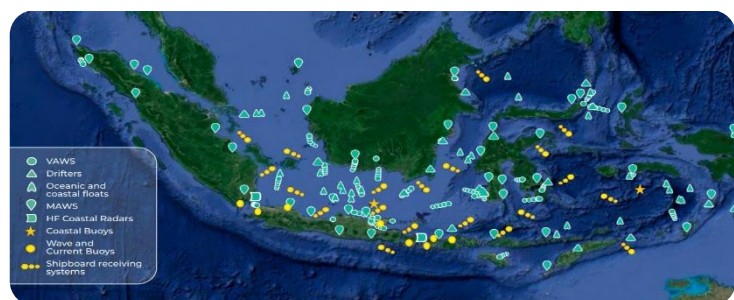 VAWS
Drifters
Oceanic and
coastal floats
MAWS
HF Coastal Radars
Coastal Buoys
Wave and
Current Buoys
Shipboard receiving
systems